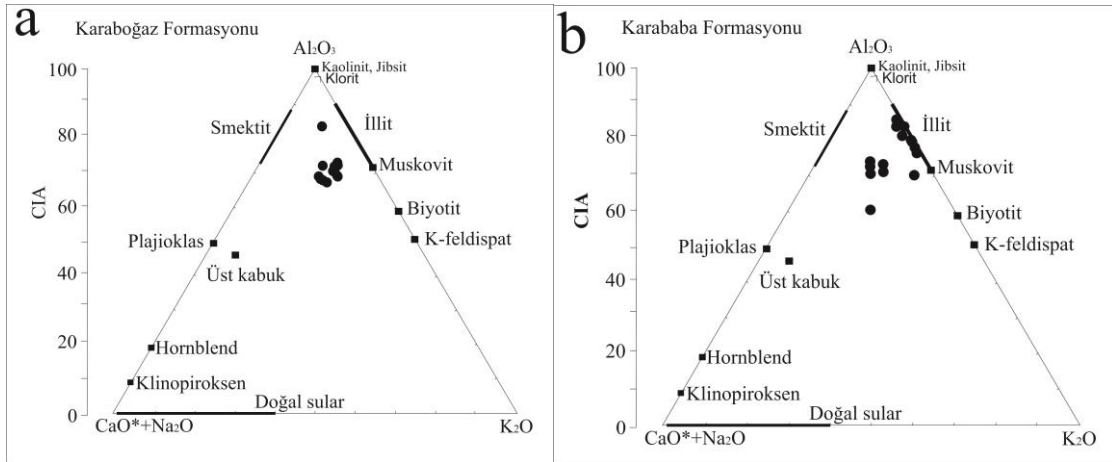 a
Karaboğaz Formasyonu
Al₂O₃
100
Kaolinit, Jibsit
Klorit
Smektit
İllit
80
Muskovit
60
Biyotit
CIA
Plajioklas
K-feldispat
40
Üst kabuk
20
Hornblend
Klinopiroksen
Doğal sular
0
CaO*+Na₂O
K₂O
b
Karababa Formasyonu
Al₂O₃
100
Kaolinit, Jibsit
Klorit
Smektit
İllit
80
Muskovit
60
Biyotit
CIA
Plajioklas
K-feldispat
40
Üst kabuk
20
Hornblend
Klinopiroksen
Doğal sular
0
CaO*+Na₂O
K₂O